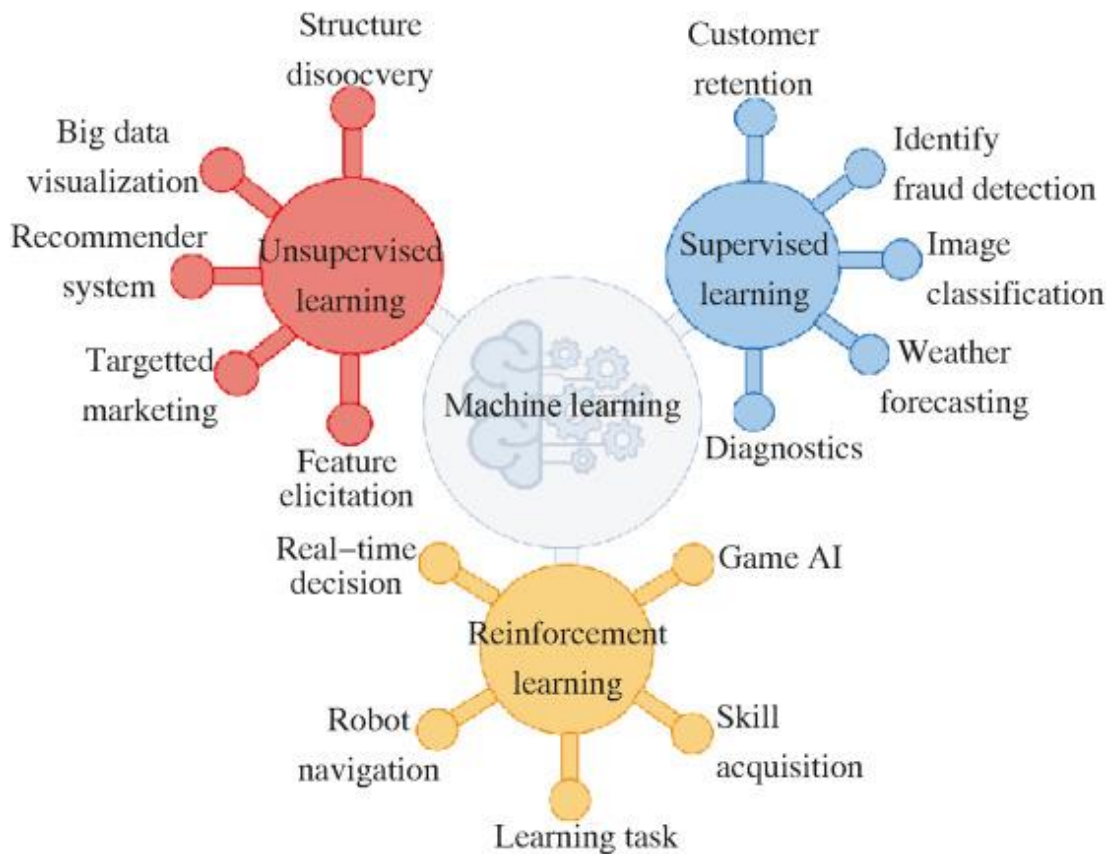 Structure
disoocvery
Big data
visualization
Recommender
system
Targetted
marketing
Feature
elicitation
Unsupervised
learning
Customer
retention
Identify
fraud detection
Image
classification
Weather
forecasting
Diagnostics
Supervised
learning
Machine learning
Real-time
decision
Game AI
Reinforcement
learning
Robot
navigation
Skill
acquisition
Learning task